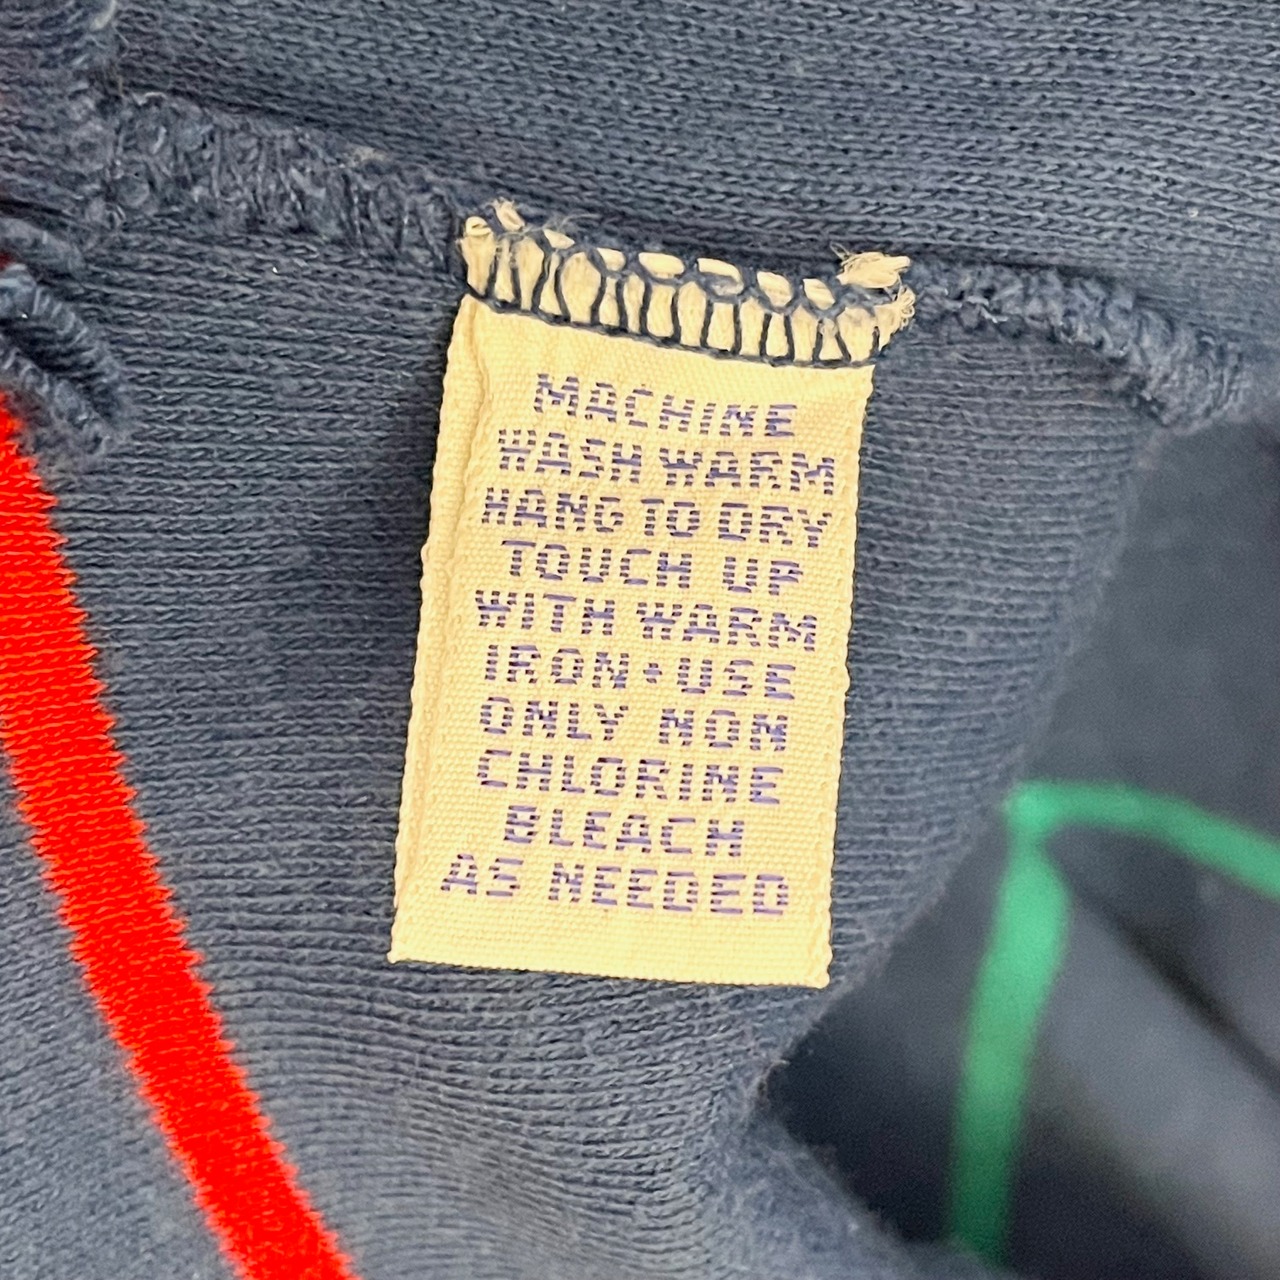 MACHINE
WASH WARM
HANG TO DRY
TOUCH UP
WITH WARM
IRON • USE
ONLY NON
CHLORINE
BLEACH
AS NEEDED